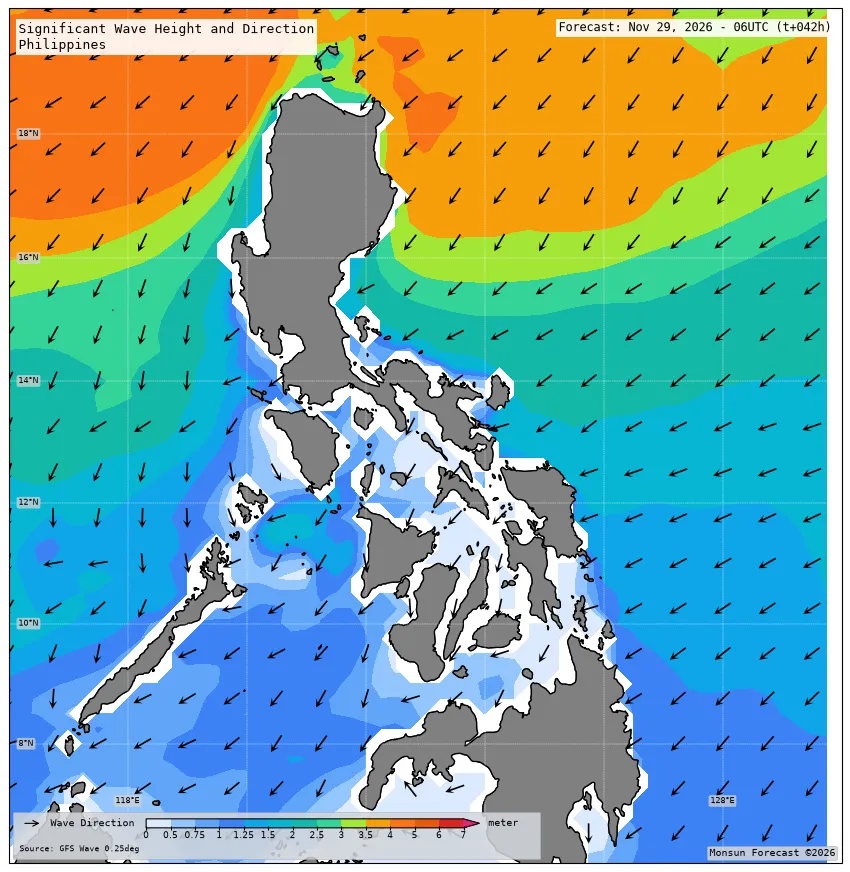 Significant Wave Height and Direction
Philippines
Forecast: Nov 29, 2026 - 06UTC (t+042h)
18°N
16°N
14°N
12°N
10°N
8°N
118°E
128°E
Wave Direction
meter
0 0.5 0.75 1 1.25 1.5 2 2.5 3 3.5 4 5 6 7
Source: GFS Wave 0.25deg
Monsun Forecast ©2026